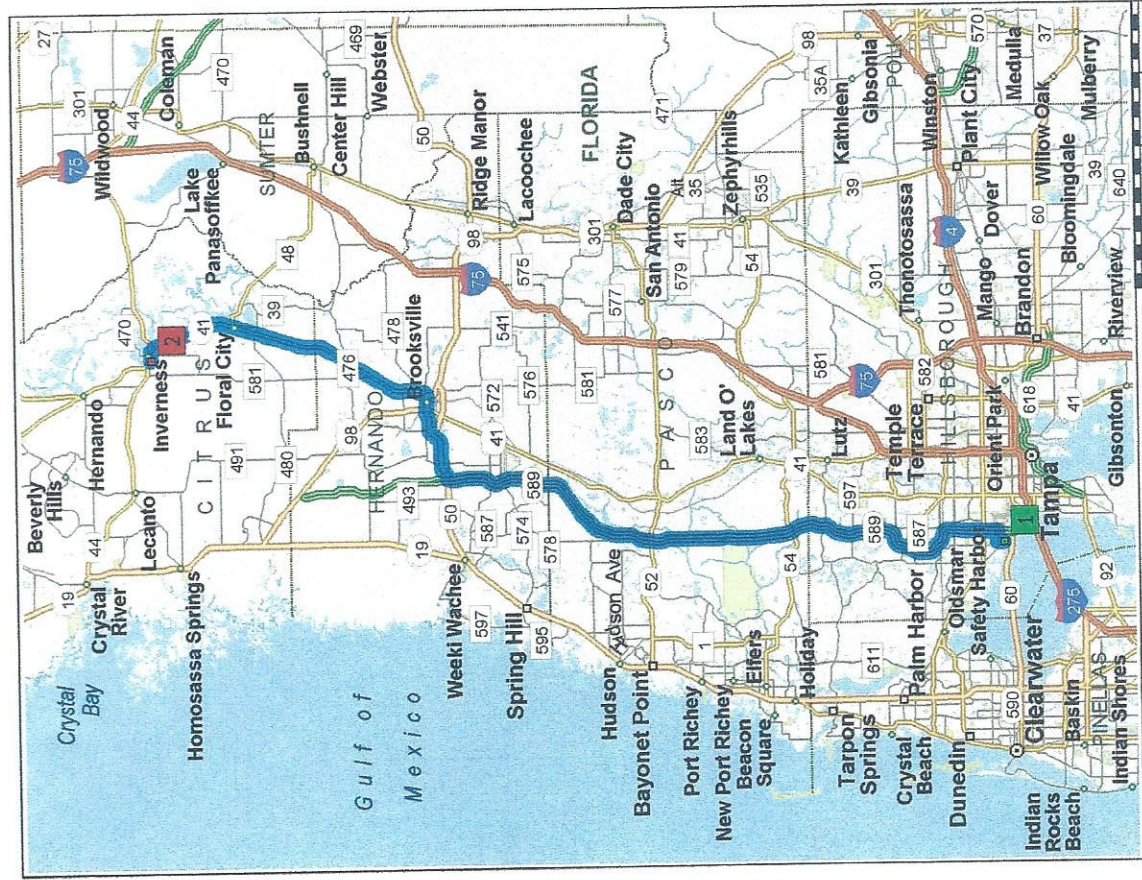 19
Beverly
Hills
301
27
Hernando
44
Crystal
River
Crystal
Bay
470
Wildwood
75
44
Lecanto
Inverness
2
Coleman
Homosassa Springs
CITRUS
41
Lake
Panasoffkee
470
491
581
Floral City
39
48
SUMTER
480
Bushnell
469
98
Center Hill
476
Gulf of
Mexico
HERNANDO
478
Webster
493
Brooksville
50
19
50
Weeki Wachee
98
Ridge Manor
587
597
41
572
75
574
541
575
Lacoochee
Spring Hill
589
576
595
578
581
577
301
Dade City
FLORIDA
Hudson
Hudson Ave
Bayonet Point
52
PASCO
San Antonio
471
41
579
Alt
35
1
583
Port Richey
New Port Richey
Land O'
Lakes
54
Zephyrhills
535
98
Beacon
Square
Elfers
54
41
Holiday
581
35A
Lutz
Kathleen
39
Tarpon
Springs
611
597
589
75
301
Gibsonia
Crystal
Beach
Palm Harbor
587
Temple
Terrace
582
Thonotosassa
POLK
Dunedin
Oldsmar
HILLSBOROUGH
Winston
4
Safety Harbor
Orient Park
Mango
Dover
Plant City
570
590
60
1
Clearwater
Tampa
618
Brandon
Medulla
60
Willow Oak
37
Indian
Rocks
Beach
Baskin
275
41
Bloomingdale
39
Mulberry
PINELLAS
92
Indian Shores
Gibsonton
Riverview
640